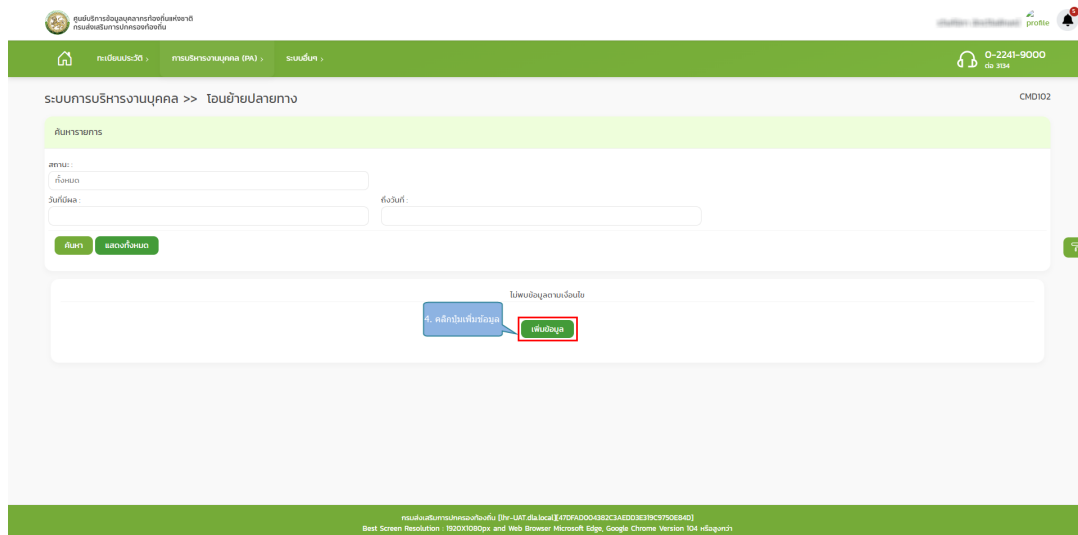 ศูนย์บริการข้อมูลบุคลากรท้องถิ่นแห่งชาติ
กรมส่งเสริมการปกครองท้องถิ่น
profile
5
ทะเบียนประวัติ >
การบริหารงานบุคคล (PA) >
ระบบอื่นๆ >
0-2241-9000
ต่อ 3134
ระบบการบริหารงานบุคคล >> โอนย้ายปลายทาง
CMD102
ค้นหารายการ
สถานะ :
ทั้งหมด
วันที่มีผล :
ถึงวันที่ :
ค้นหา
แสดงทั้งหมด
ไม่พบข้อมูลตามเงื่อนไข
4. คลิกปุ่มเพิ่มข้อมูล
เพิ่มข้อมูล
กรมส่งเสริมการปกครองท้องถิ่น [lhr-UAT.dla.local][47DFAD004382C3AEDD3E319C9750E84D]
Best Screen Resolution : 1920X1080px and Web Browser Microsoft Edge, Google Chrome Version 104 หรือสูงกว่า